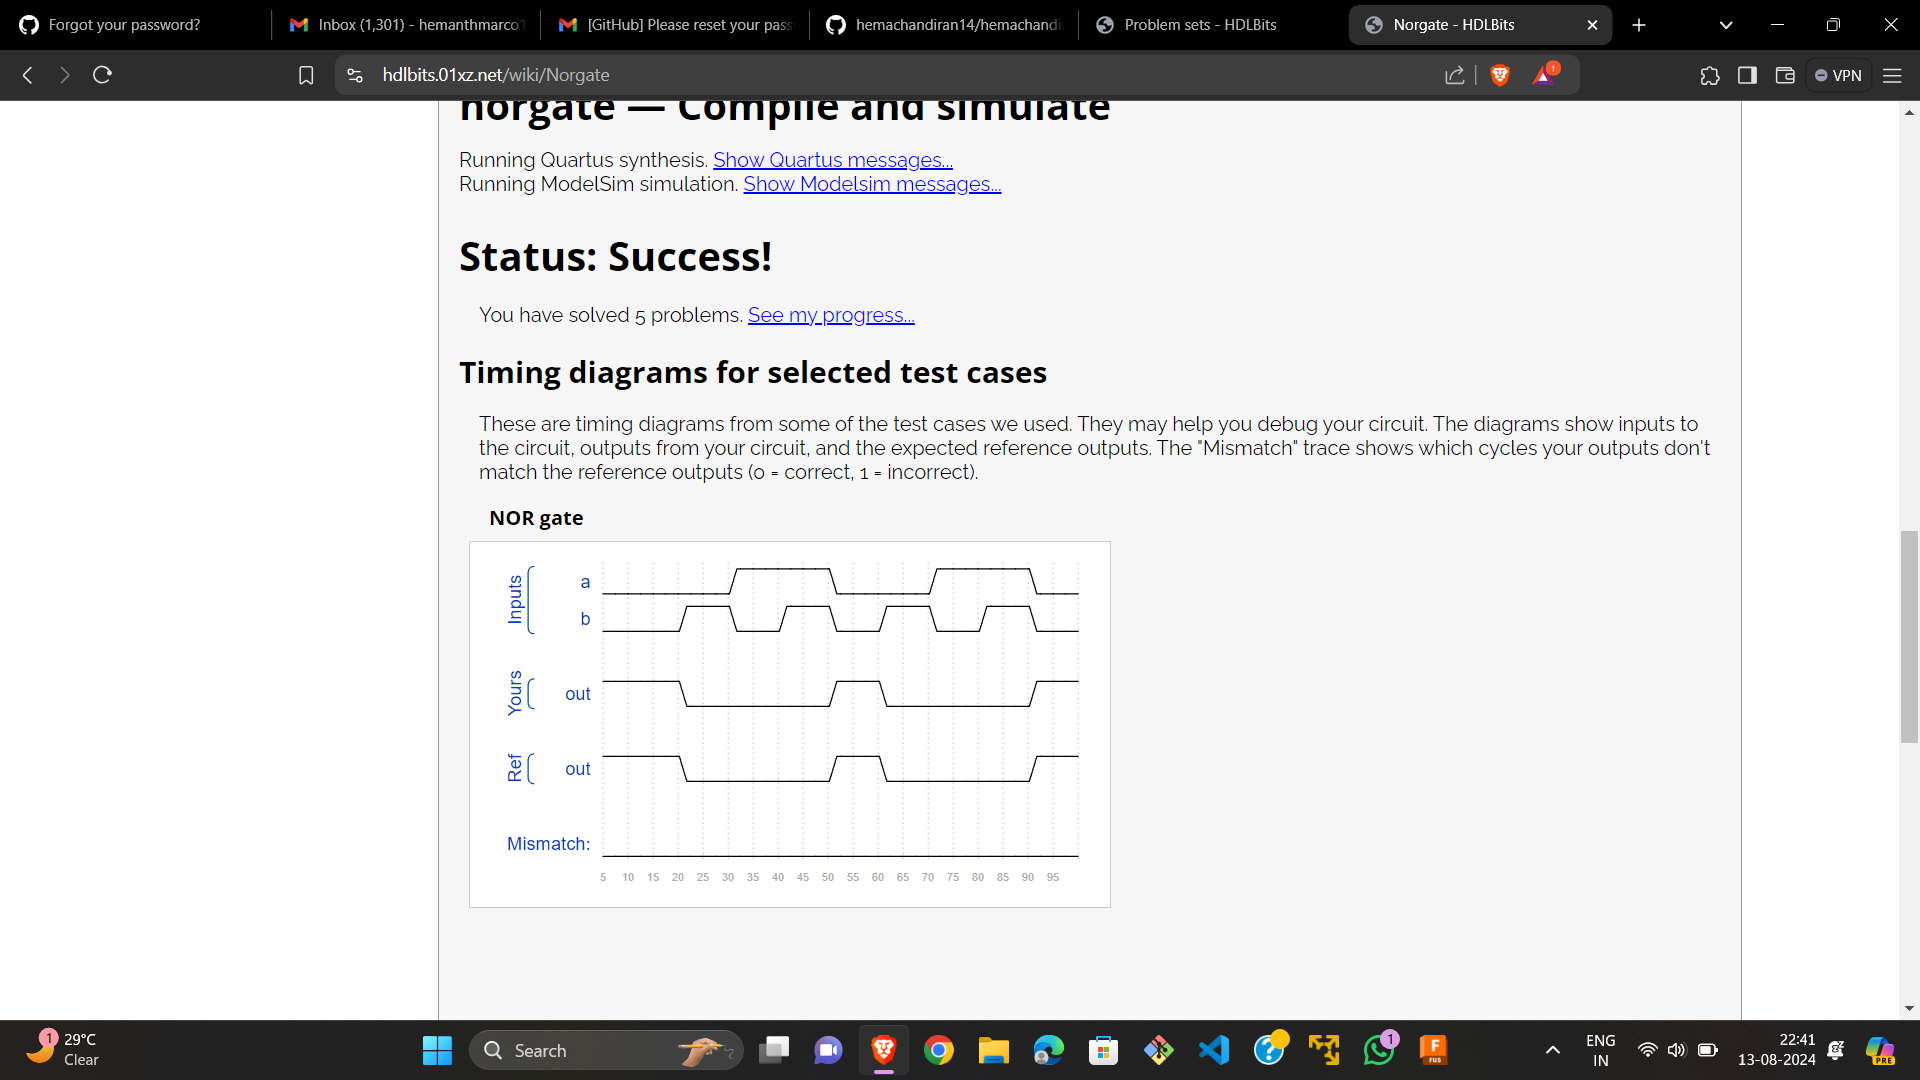 Forgot your password?
Inbox (1,301) - hemanthmarco1
[GitHub] Please reset your pass
hemachandiran14/hemachandi
Problem sets - HDLBits
Norgate - HDLBits
hdlbits.01xz.net/wiki/Norgate
1
VPN
norgate — Compile and simulate
Running Quartus synthesis. Show Quartus messages...
Running ModelSim simulation. Show Modelsim messages...
Status: Success!
You have solved 5 problems. See my progress...
Timing diagrams for selected test cases
These are timing diagrams from some of the test cases we used. They may help you debug your circuit. The diagrams show inputs to
the circuit, outputs from your circuit, and the expected reference outputs. The "Mismatch" trace shows which cycles your outputs don't
match the reference outputs (0 = correct, 1 = incorrect).
NOR gate
Inputs
a
b
Yours
out
Ref
out
Mismatch:
5 10 15 20 25 30 35 40 45 50 55 60 65 70 75 80 85 90 95
1
29°C
Clear
Search
1
F
FUS
ENG
IN
22:41
13-08-2024
PRE